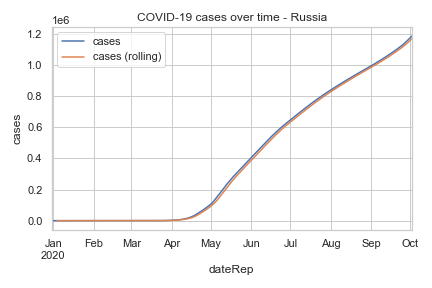 COVID-19 cases over time - Russia
1e6
cases
cases (rolling)
1.2
1.0
0.8
0.6
0.4
0.2
0.0
cases
Jan Feb Mar Apr May Jun Jul Aug Sep Oct
2020
dateRep